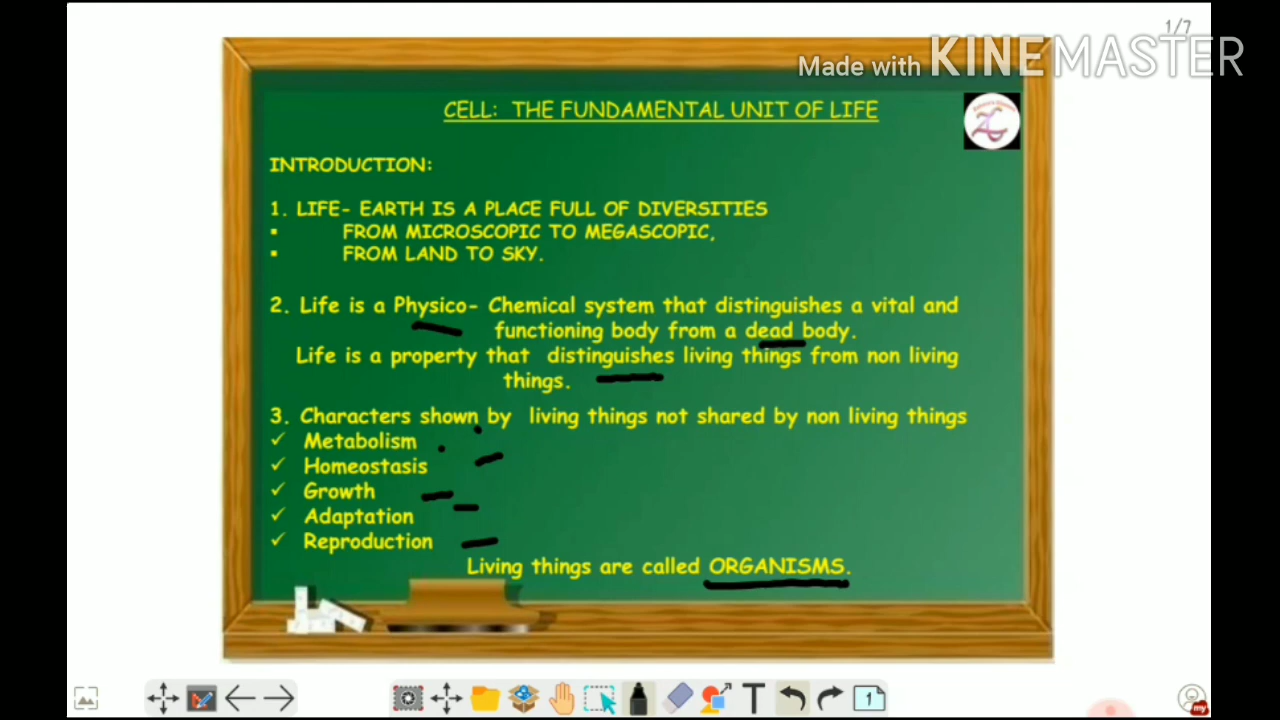 1/7
Made with KINEMASTER
CELL: THE FUNDAMENTAL UNIT OF LIFE
INTRODUCTION:
1. LIFE- EARTH IS A PLACE FULL OF DIVERSITIES
▪ FROM MICROSCOPIC TO MEGASCOPIC,
▪ FROM LAND TO SKY.
2. Life is a Physico- Chemical system that distinguishes a vital and
functioning body from a dead body.
Life is a property that distinguishes living things from non living
things.
3. Characters shown by living things not shared by non living things
✓ Metabolism
✓ Homeostasis
✓ Growth
✓ Adaptation
✓ Reproduction
Living things are called ORGANISMS.
T
1
my